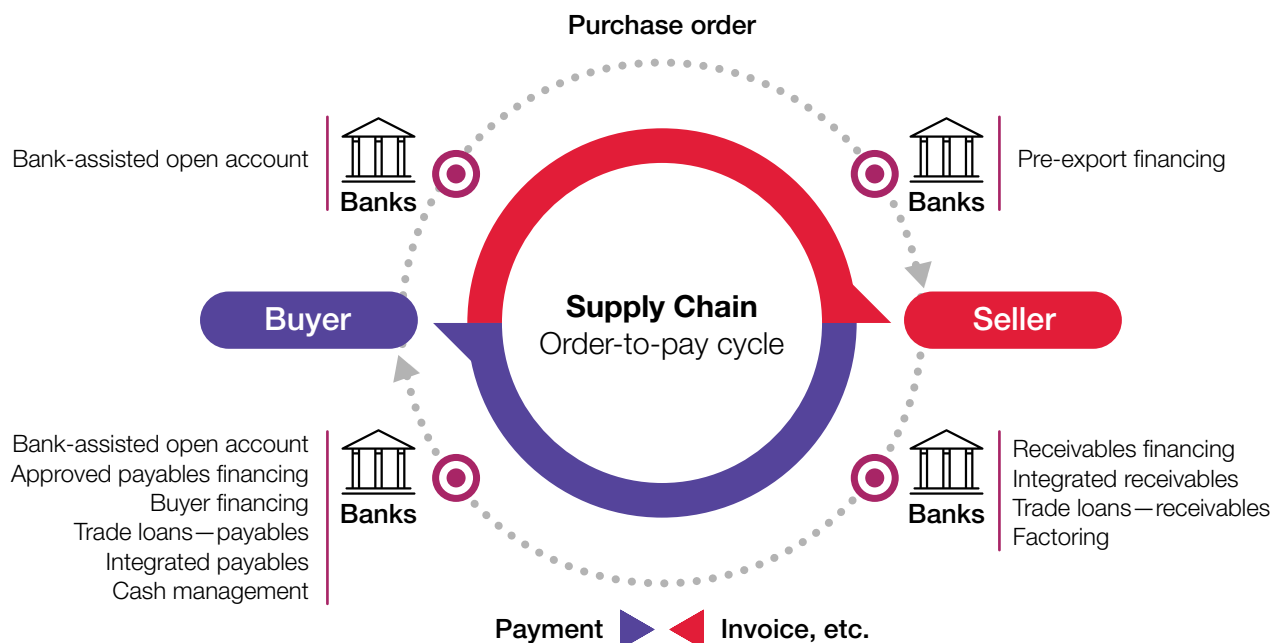 Purchase order
Bank-assisted open account
Banks
Banks
Pre-export financing
Buyer
Supply Chain
Order-to-pay cycle
Seller
Bank-assisted open account
Approved payables financing
Buyer financing
Trade loans—payables
Integrated payables
Cash management
Banks
Banks
Receivables financing
Integrated receivables
Trade loans—receivables
Factoring
Payment
Invoice, etc.